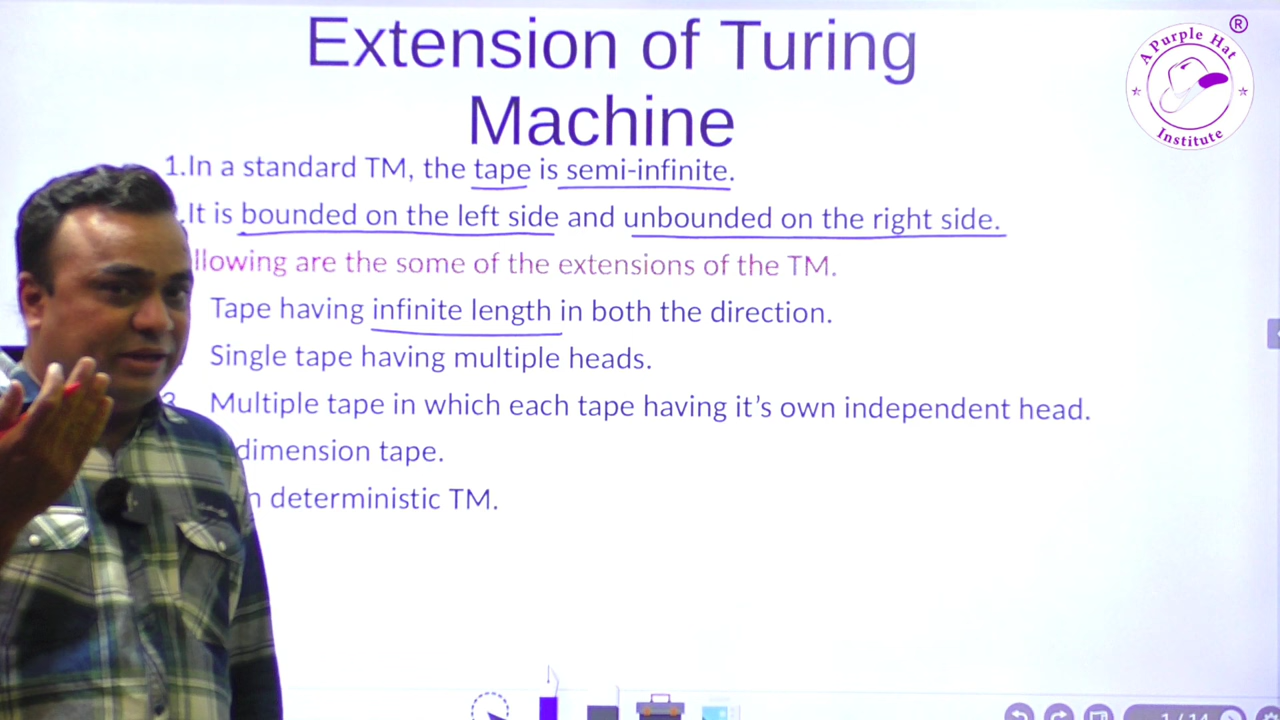 Extension of Turing
Machine
1.In a standard TM, the tape is semi-infinite.
.It is bounded on the left side and unbounded on the right side.
llowing are the some of the extensions of the TM.
Tape having infinite length in both the direction.
Single tape having multiple heads.
3 Multiple tape in which each tape having it's own independent head.
dimension tape.
n deterministic TM.
A Purple Hat
Institute
®
1 / 14